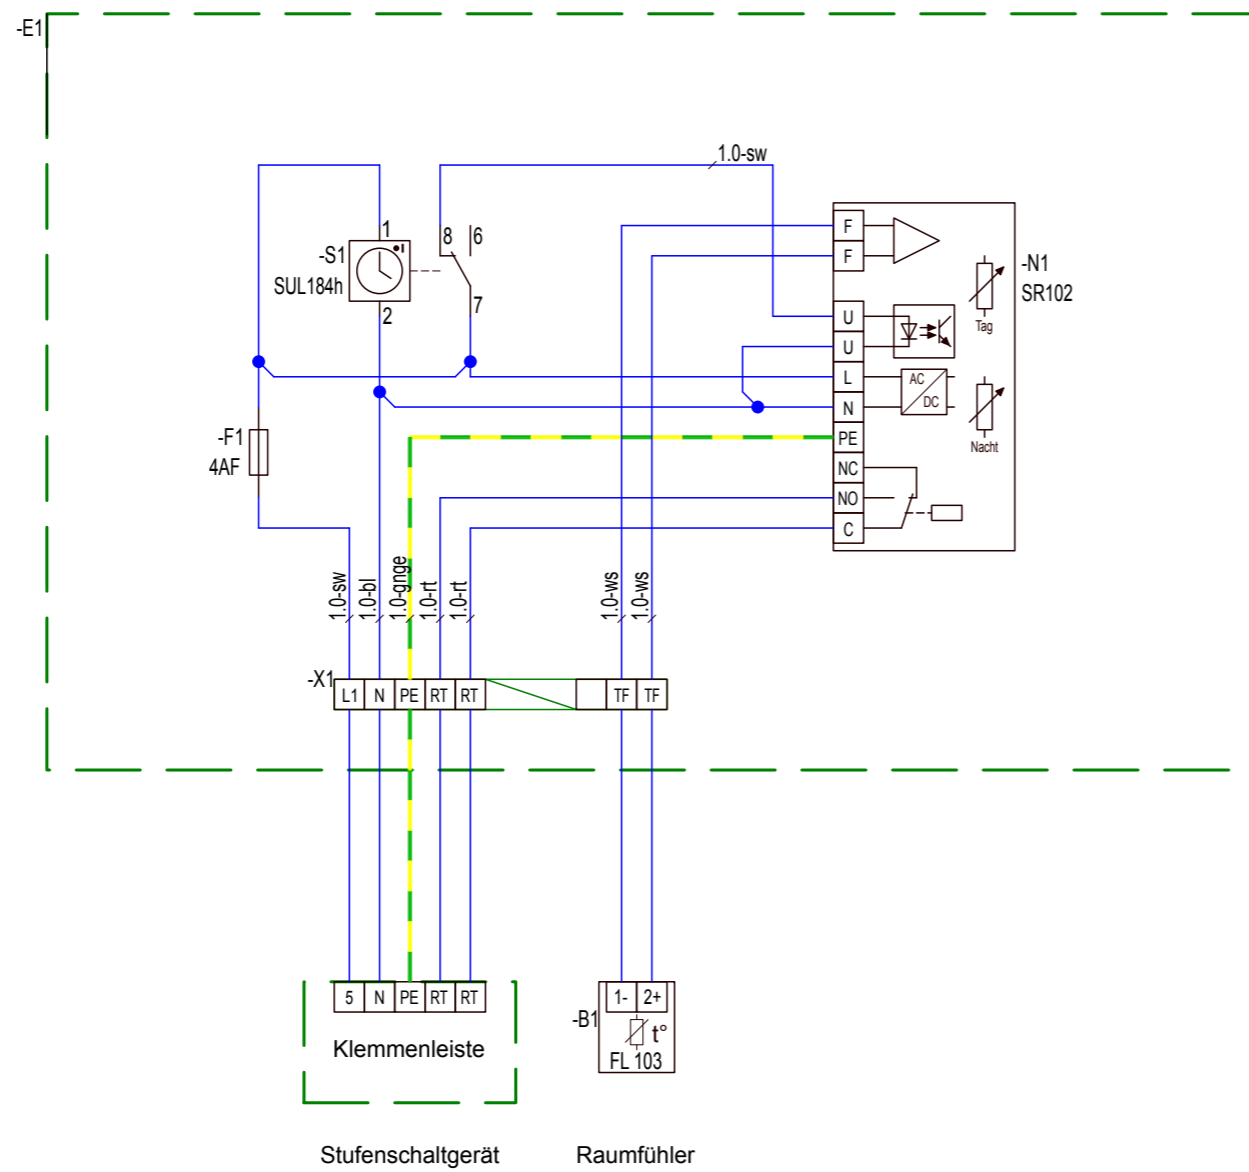 -E1
1.0-sw
1
-S1
SUL184h
2
8 6
7
F
F
U
U
L
N
PE
NC
NO
C
AC
DC
-N1
SR102
Tag
Nacht
-F1
4AF
1.0-sw
1.0-bl
1.0-gnge
1.0-rt
1.0-rt
1.0-ws
1.0-ws
-X1
L1 N PE RT RT TF TF
5 N PE RT RT
Klemmenleiste
1- 2+
-B1
t°
FL 103
Stufenschaltgerät Raumfühler